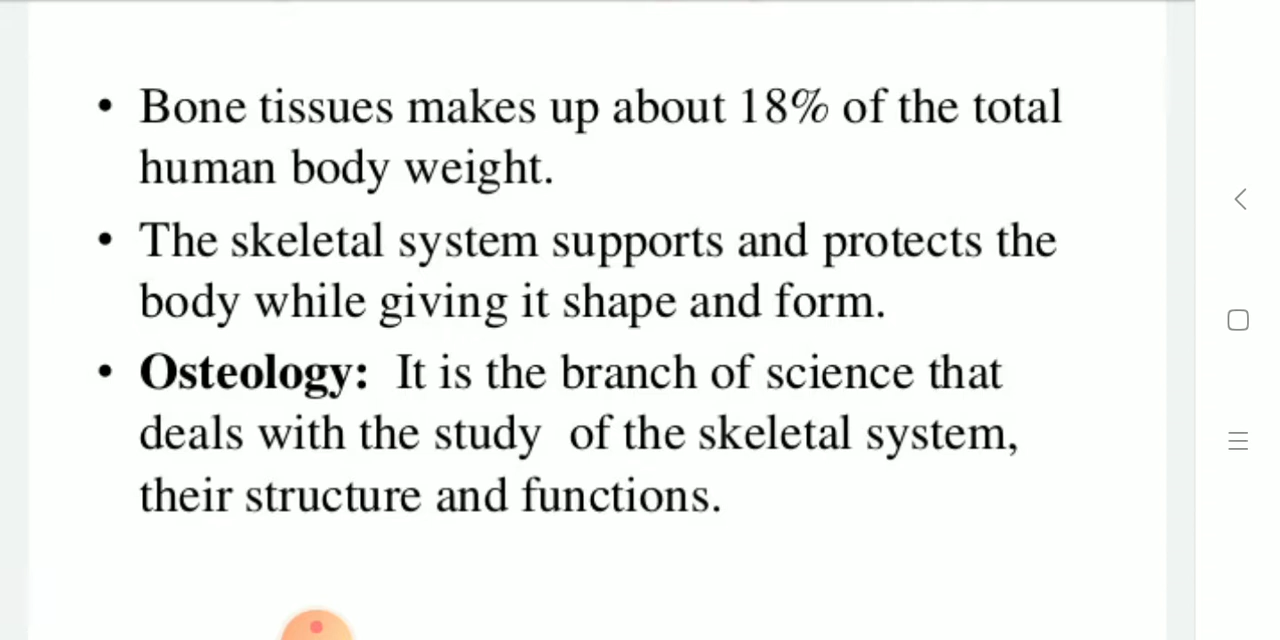 • Bone tissues makes up about 18% of the total
human body weight.
• The skeletal system supports and protects the
body while giving it shape and form.
• Osteology:  It is the branch of science that
deals with the study  of the skeletal system,
their structure and functions.